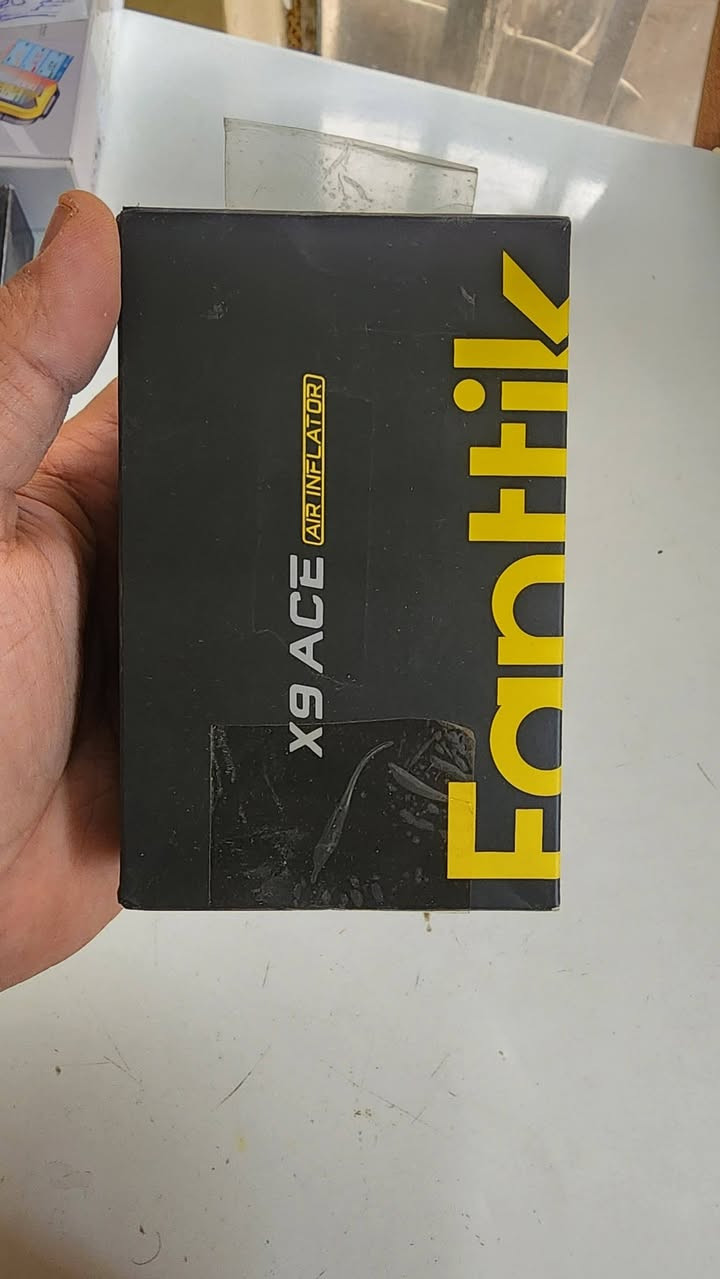 X9 ACE AIR INFLATOR
Fanttik